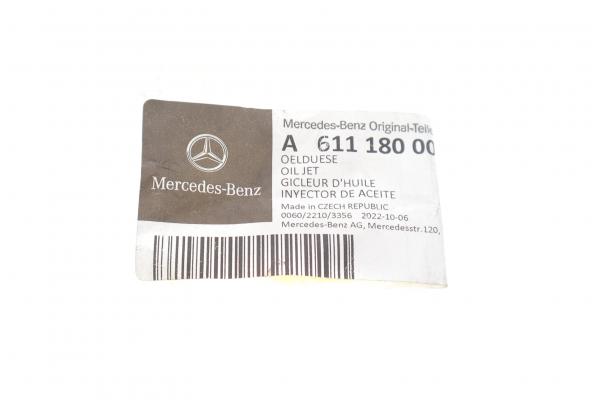 Mercedes-Benz
Mercedes-Benz Original-Teile
A 611 180 00
OELDUESE
OIL JET
GICLEUR D'HUILE
INYECTOR DE ACEITE
Made in CZECH REPUBLIC
0060/2210/3356 2022-10-06
Mercedes-Benz AG, Mercedesstr.120,